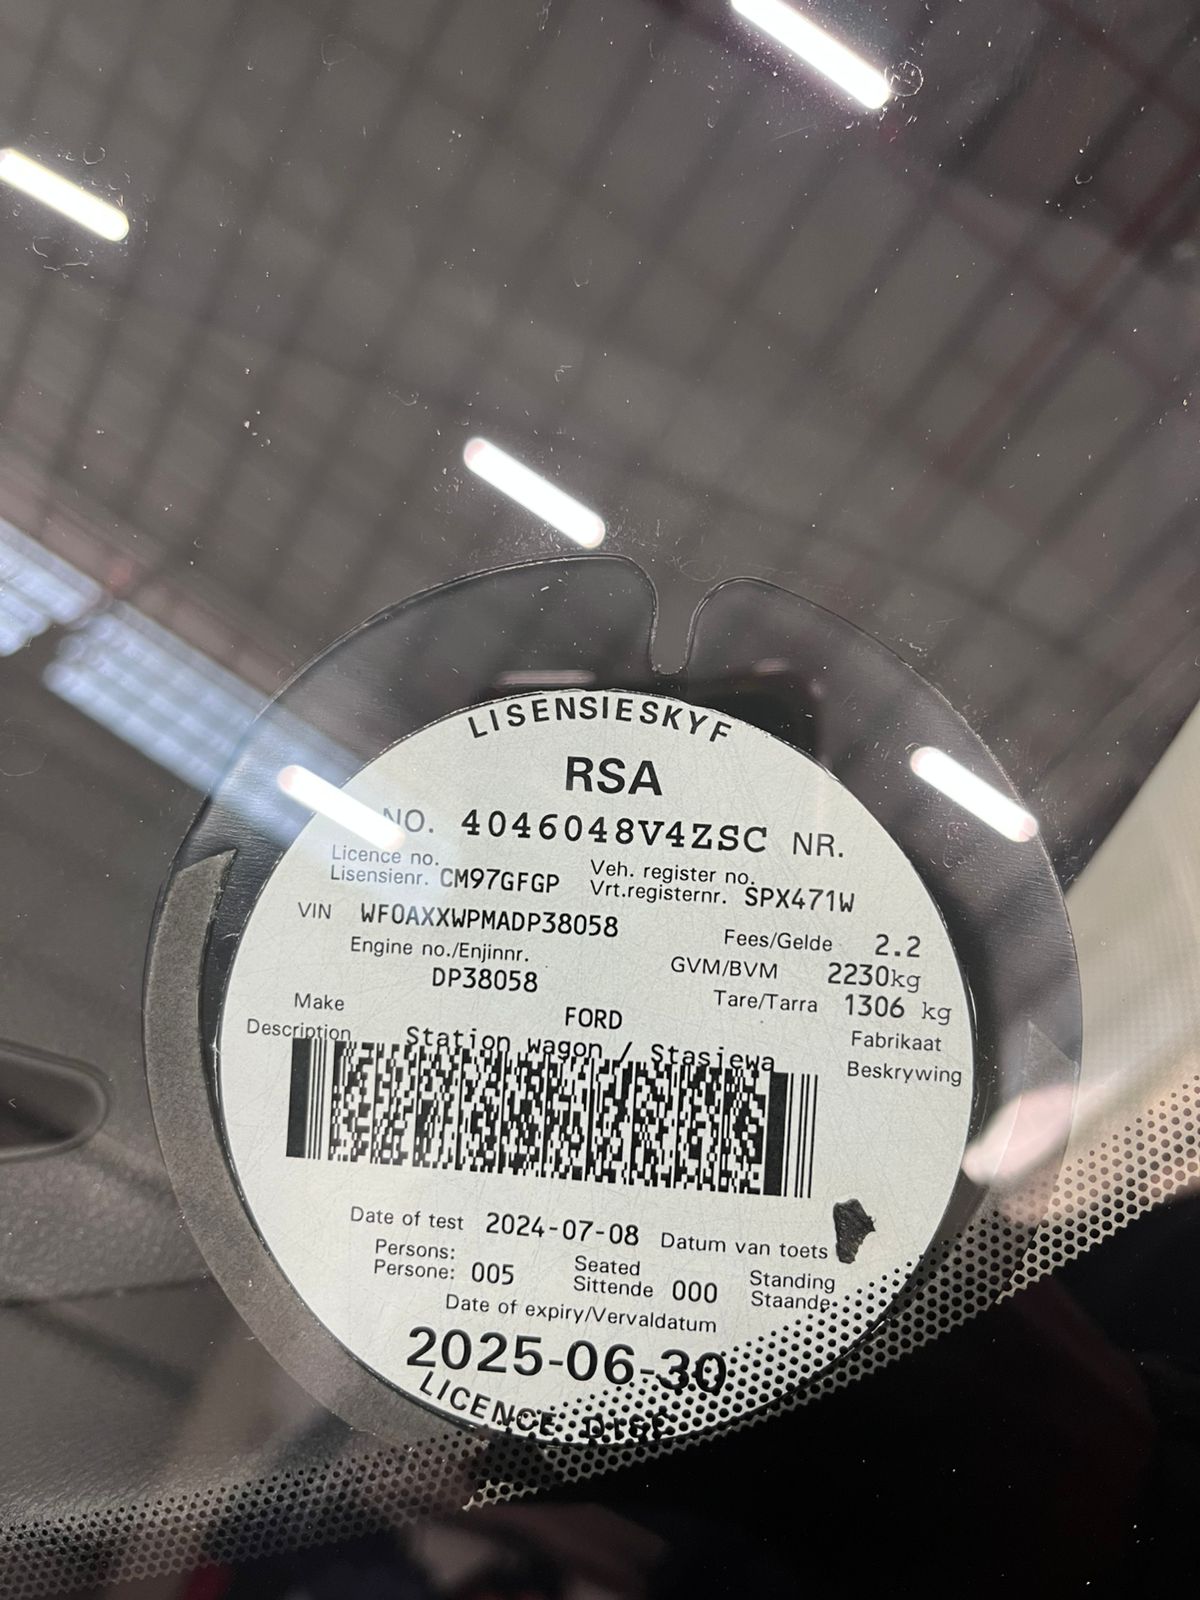 LISENSIESKYF
RSA
NO. 4046048V4ZSC NR.
Licence no. Veh. register no.
Lisensienr. CM97GFGP Vrt.registernr. SPX471W
VIN WF0AXXWPMADP38058 Fees/Gelde 2.2
Engine no./Enjinnr. GVM/BVM 2230kg
DP38058 Tare/Tarra 1306 kg
Make FORD Fabrikaat
Description Station wagon / Stasiewa Beskrywing
Date of test 2024-07-08 Datum van toets
Persons: Seated Standing
Persone: 005 Sittende 000 Staande
Date of expiry/Vervaldatum
2025-06-30
LICENCE DISC